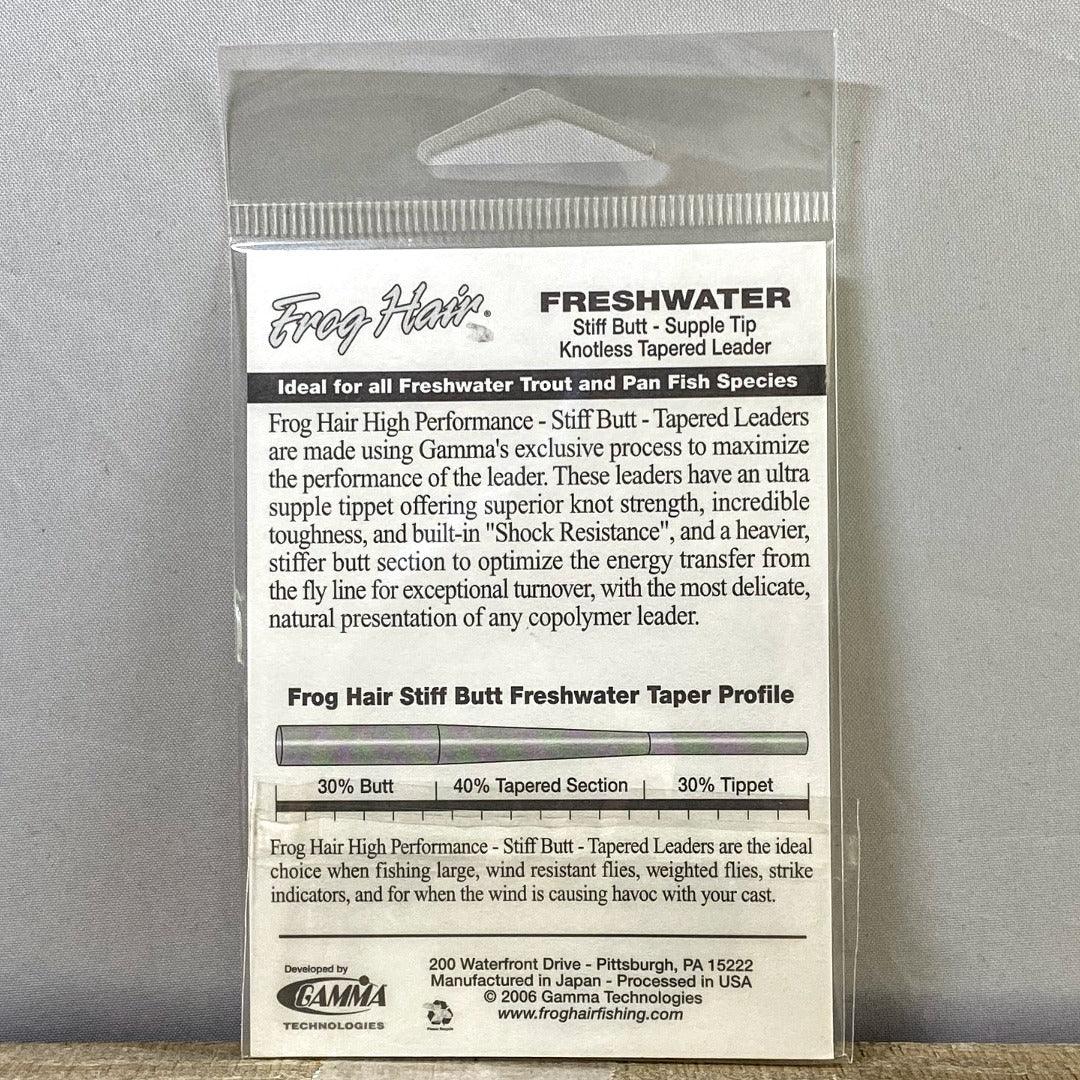 Frog Hair®
FRESHWATER
Stiff Butt - Supple Tip
Knotless Tapered Leader
Ideal for all Freshwater Trout and Pan Fish Species
Frog Hair High Performance - Stiff Butt - Tapered Leaders
are made using Gamma's exclusive process to maximize
the performance of the leader. These leaders have an ultra
supple tippet offering superior knot strength, incredible
toughness, and built-in "Shock Resistance", and a heavier,
stiffer butt section to optimize the energy transfer from
the fly line for exceptional turnover, with the most delicate,
natural presentation of any copolymer leader.
Frog Hair Stiff Butt Freshwater Taper Profile
30% Butt 40% Tapered Section 30% Tippet
Frog Hair High Performance - Stiff Butt - Tapered Leaders are the ideal
choice when fishing large, wind resistant flies, weighted flies, strike
indicators, and for when the wind is causing havoc with your cast.
Developed by
GAMMA
TECHNOLOGIES
Please Recycle
200 Waterfront Drive - Pittsburgh, PA 15222
Manufactured in Japan - Processed in USA
© 2006 Gamma Technologies
www.froghairfishing.com